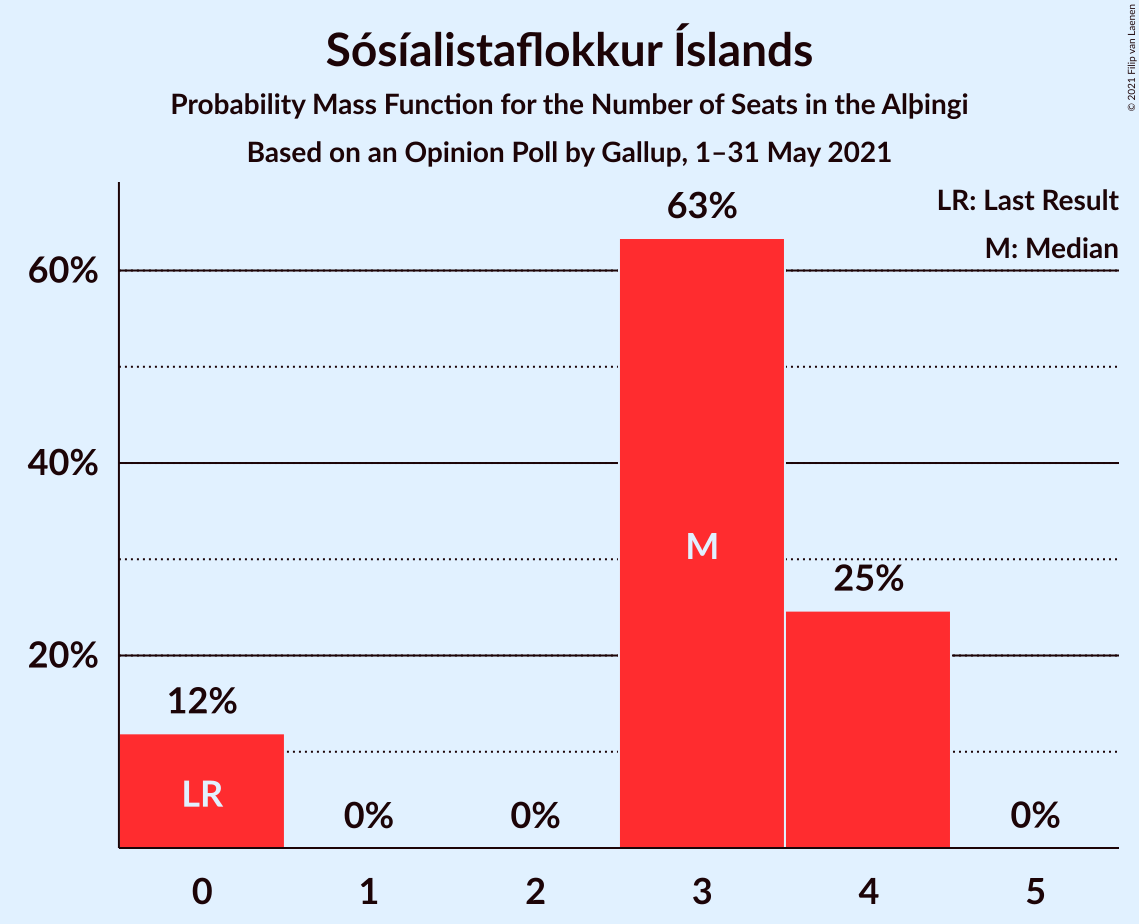 Sósíalistaflokkur Íslands
Probability Mass Function for the Number of Seats in the Alþingi
Based on an Opinion Poll by Gallup, 1–31 May 2021
© 2021 Filip van Laenen
LR: Last Result
M: Median
63%
60%
40%
M
25%
20%
12%
LR
0%
0%
0%
0
1
2
3
4
5